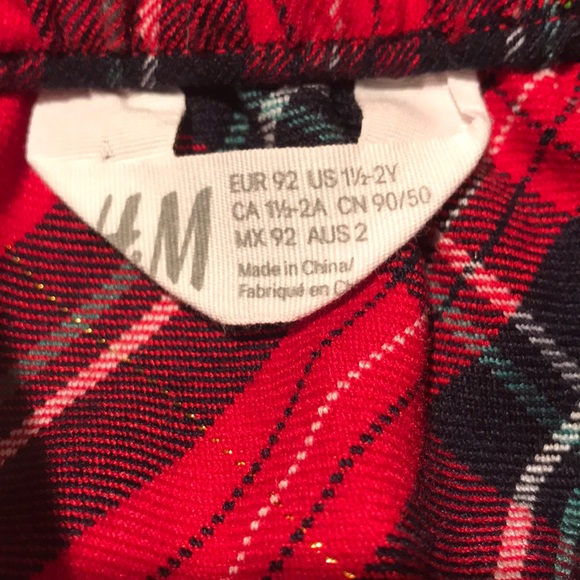 H&M
EUR 92 US 1½-2Y
CA 1½-2A CN 90/50
MX 92 AUS 2
Made in China/
Fabriqué en